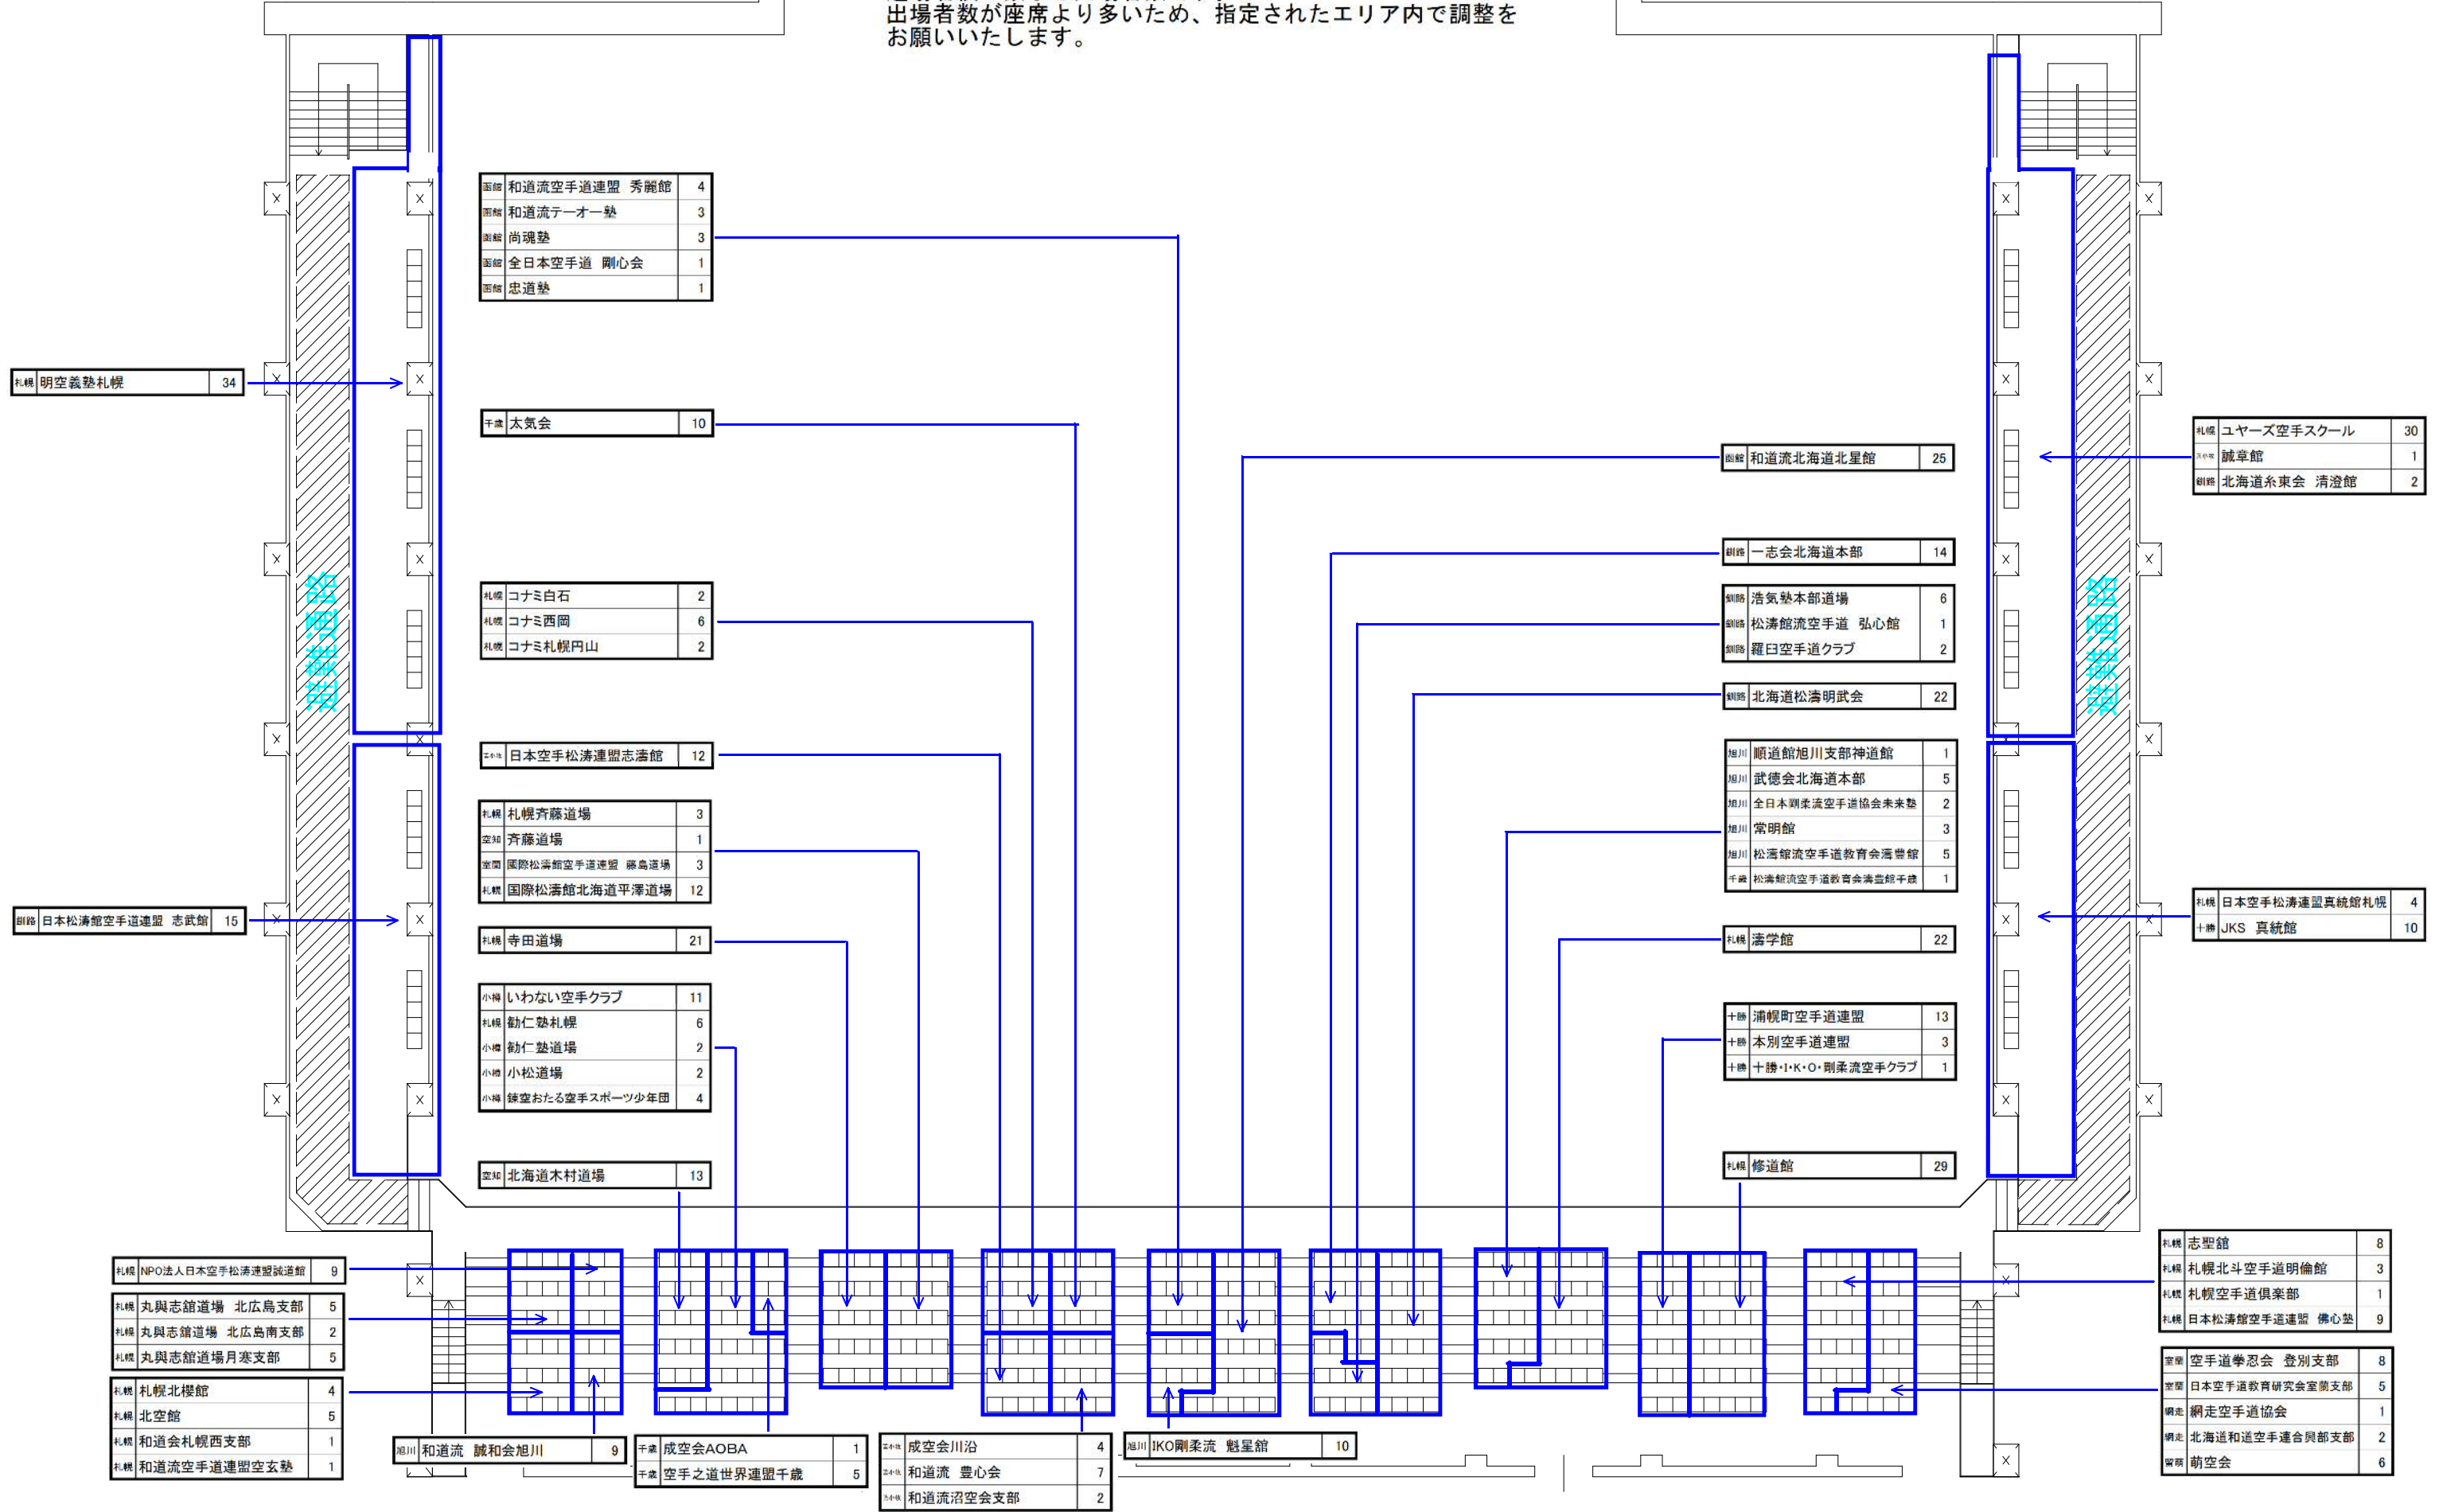 出場者数が座席より多いため、指定されたエリア内で調整を
お願いいたします。
函館 和道流空手道連盟 秀麗館 4
函館 和道流テーオー塾 3
函館 尚魂塾 3
函館 全日本空手道 剛心会 1
函館 忠道塾 1
札幌 明空義塾札幌 34
千歳 太気会 10
札幌 コナミ白石 2
札幌 コナミ西岡 6
札幌 コナミ札幌円山 2
苫小牧 日本空手松涛連盟志濤館 12
札幌 札幌斉藤道場 3
空知 斉藤道場 1
室蘭 國際松濤館空手道連盟 藤島道場 3
札幌 国際松濤館北海道平澤道場 12
釧路 日本松涛館空手道連盟 志武館 15
札幌 寺田道場 21
小樽 いわない空手クラブ 11
札幌 勧仁塾札幌 6
小樽 勧仁塾道場 2
小樽 小松道場 2
小樽 錬空おたる空手スポーツ少年団 4
空知 北海道木村道場 13
函館 和道流北海道北星館 25
釧路 一志会北海道本部 14
釧路 浩気塾本部道場 6
釧路 松涛館流空手道 弘心館 1
釧路 羅臼空手道クラブ 2
釧路 北海道松濤明武会 22
旭川 順道館旭川支部神道館 1
旭川 武徳会北海道本部 5
旭川 全日本剛柔流空手道協会未来塾 2
旭川 常明館 3
旭川 松濤館流空手道教育会濤豊館 5
千歳 松濤館流空手道教育会濤豊館千歳 1
札幌 濤学館 22
十勝 浦幌町空手道連盟 13
十勝 本別空手道連盟 3
十勝 十勝・I・K・O・剛柔流空手クラブ 1
札幌 修道館 29
札幌 ユヤーズ空手スクール 30
苫小牧 誠章館 1
釧路 北海道糸東会 清澄館 2
札幌 日本空手松涛連盟真統館札幌 4
十勝 JKS 真統館 10
札幌 NPO法人日本空手松涛連盟誠道館 9
札幌 丸與志舘道場 北広島支部 5
札幌 丸與志舘道場 北広島南支部 2
札幌 丸與志舘道場月寒支部 5
札幌 札幌北櫻館 4
札幌 北空館 5
札幌 和道会札幌西支部 1
札幌 和道流空手道連盟空玄塾 1
旭川 和道流 誠和会旭川 9
千歳 成空会AOBA 1
千歳 空手之道世界連盟千歳 5
苫小牧 成空会川沿 4
苫小牧 和道流 豊心会 7
苫小牧 和道流沼空会支部 2
旭川 IKO剛柔流 魁星舘 10
札幌 志聖舘 8
札幌 札幌北斗空手道明倫館 3
札幌 札幌空手道倶楽部 1
札幌 日本松濤館空手道連盟 佛心塾 9
室蘭 空手道拳忍会 登別支部 8
室蘭 日本空手道教育研究会室蘭支部 5
網走 網走空手道協会 1
網走 北海道和道空手連合興部支部 2
留萌 萌空会 6